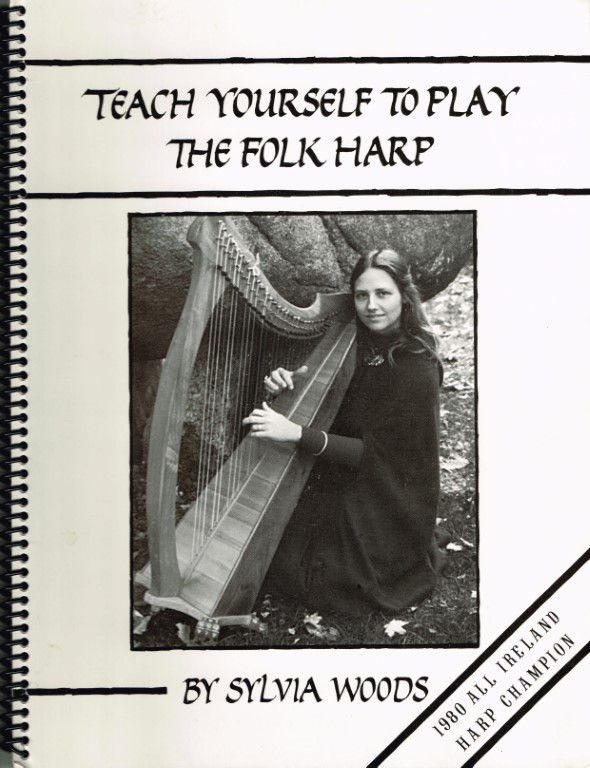 TEACH YOURSELF TO PLAY
THE FOLK HARP
BY SYLVIA WOODS
1980 ALL IRELAND
HARP CHAMPION